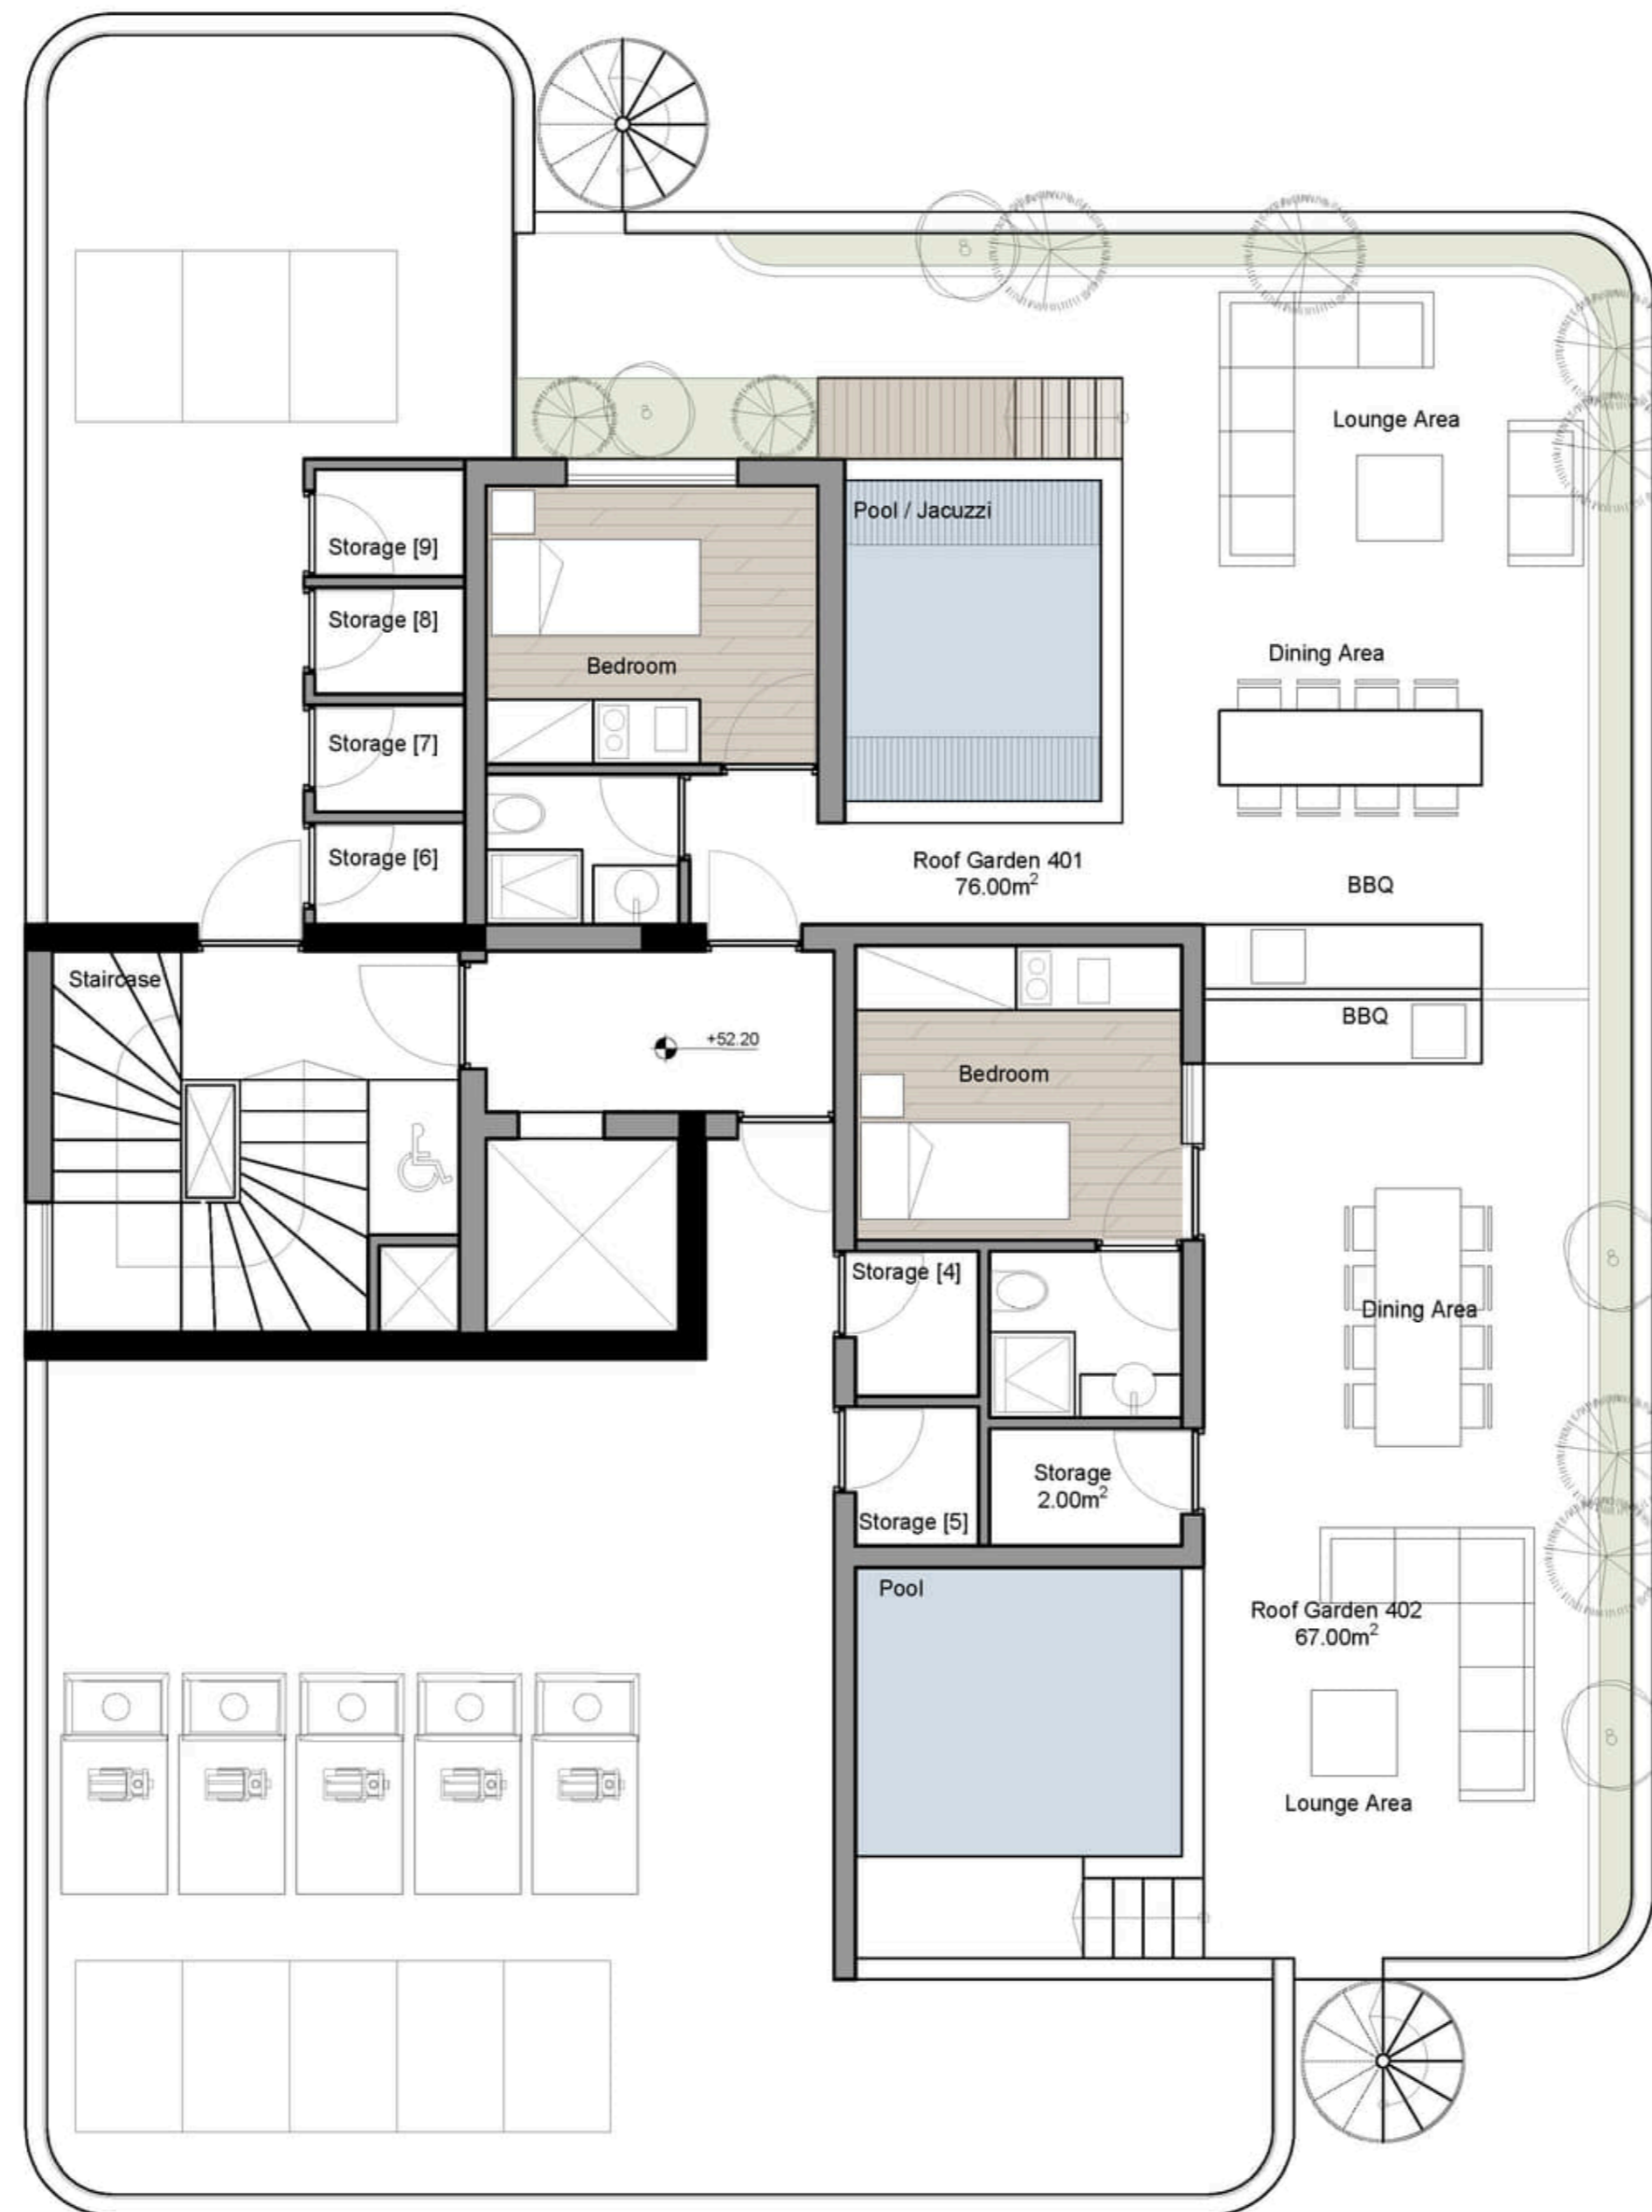 Lounge Area
Pool / Jacuzzi
Storage [9]
Storage [8]
Dining Area
Bedroom
Storage [7]
Storage [6]
Roof Garden 401
76.00m²
BBQ
Staircase
BBQ
+52.20
Bedroom
Storage [4]
Dining Area
Storage
2.00m²
Storage [5]
Pool
Roof Garden 402
67.00m²
Lounge Area